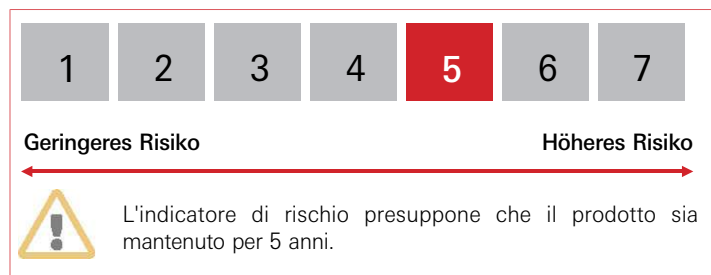 1 2 3 4 5 6 7
Geringeres Risiko Höheres Risiko
L'indicatore di rischio presuppone che il prodotto sia
mantenuto per 5 anni.